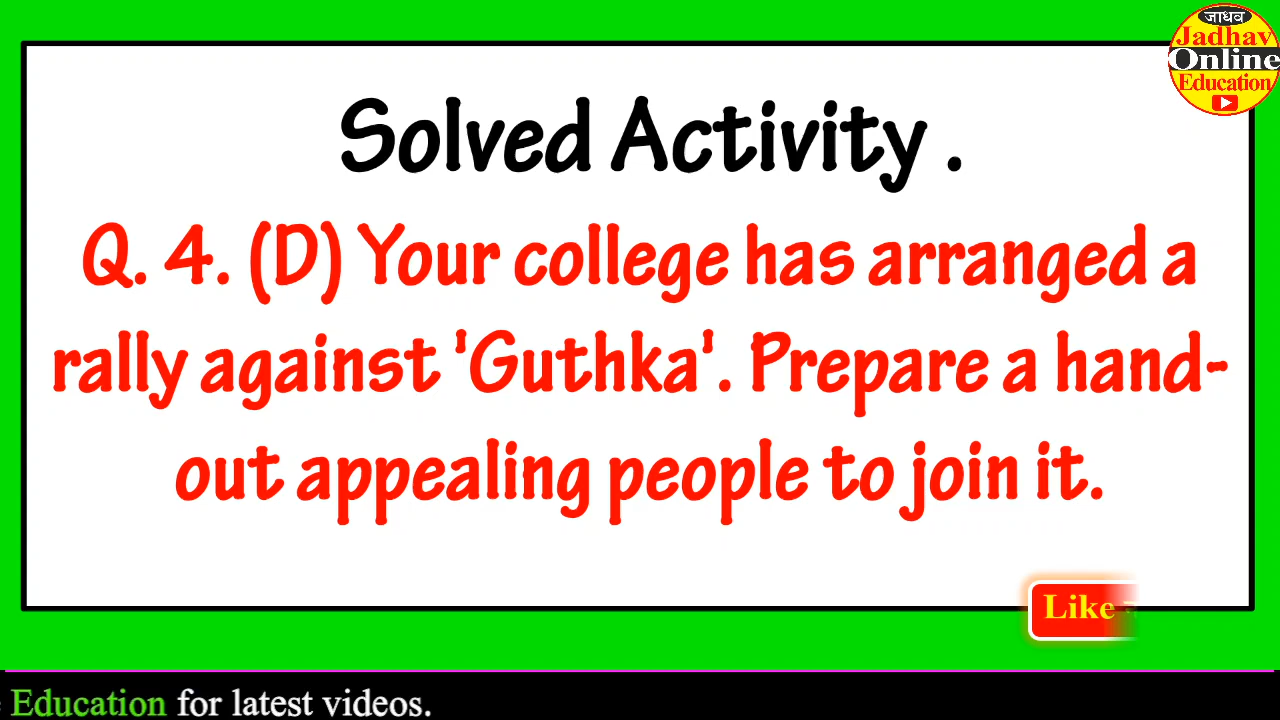 जाधव
Jadhav
Online
Education
Solved Activity .
Q. 4. (D) Your college has arranged a
rally against 'Guthka'. Prepare a hand-
out appealing people to join it.
Like
Education for latest videos.